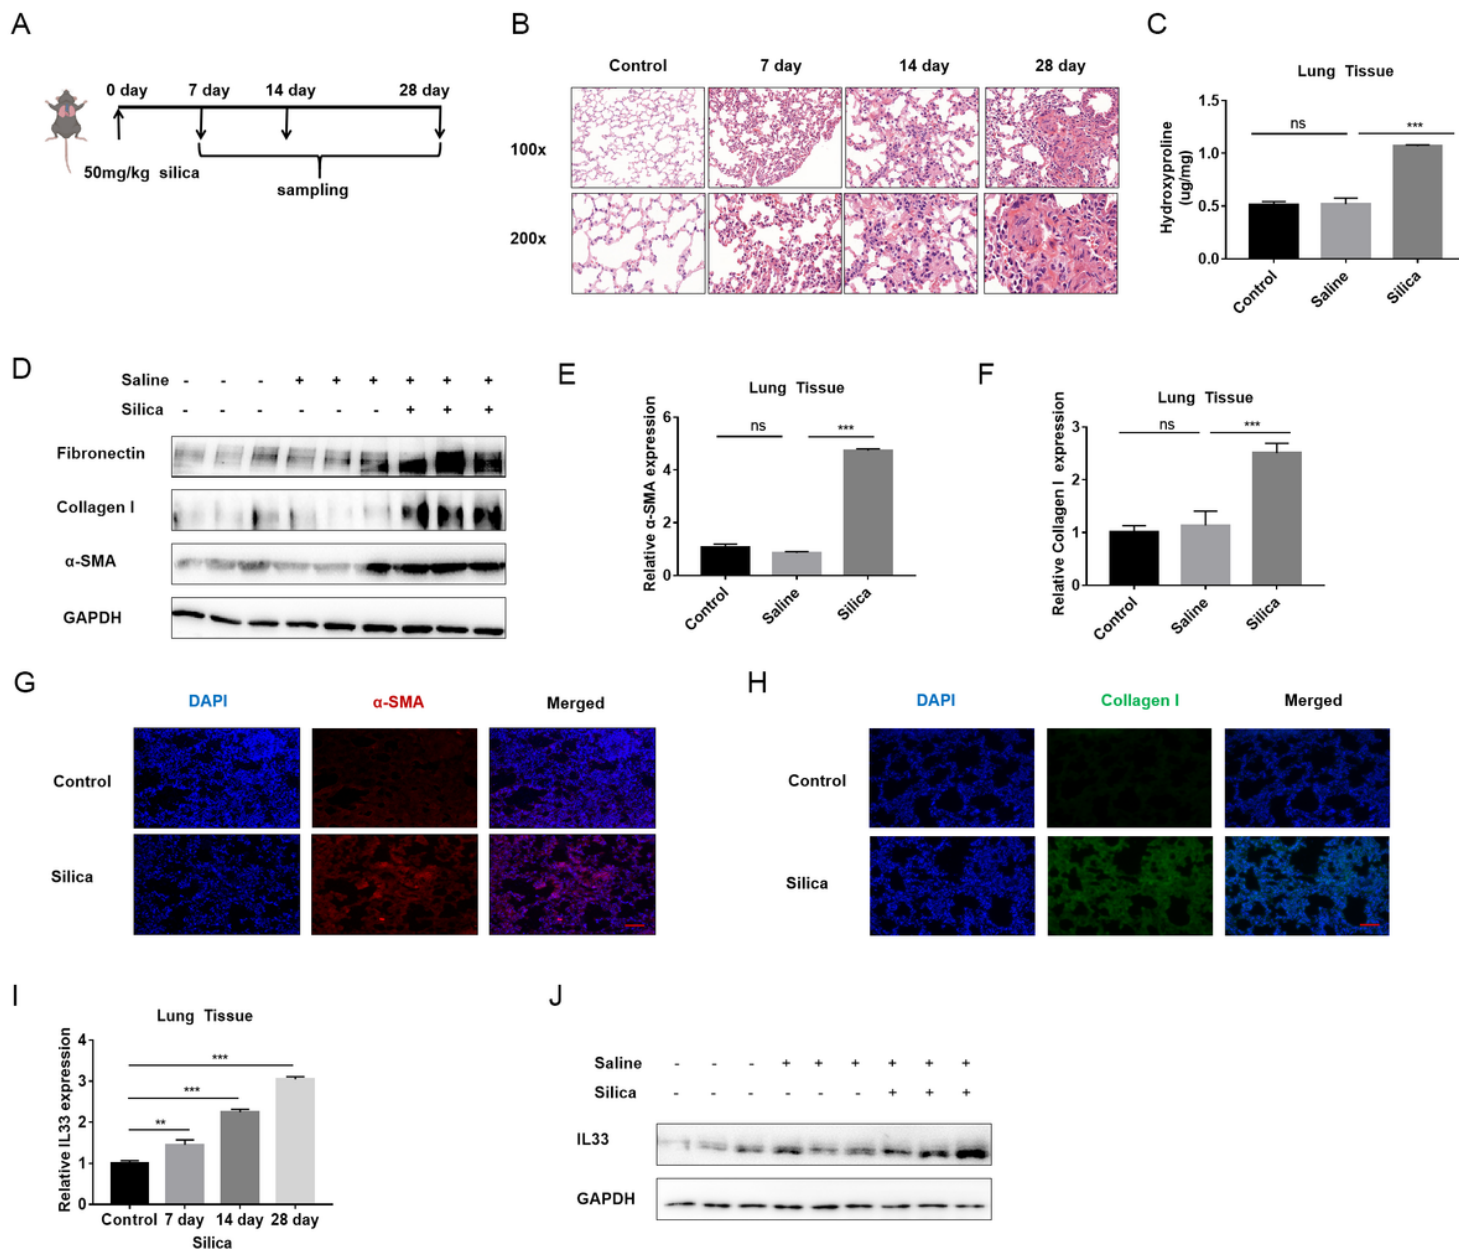 A
0 day 7 day 14 day 28 day
50mg/kg silica
sampling
B
Control 7 day 14 day 28 day
100x
200x
C
Lung Tissue
Hydroxyproline
(ug/mg)
1.5
1.0
0.5
0.0
ns ***
Control Saline Silica
D
Saline - - - + + + + + +
Silica - - - - - - + + +
Fibronectin
Collagen I
α-SMA
GAPDH
E
Lung Tissue
Relative α-SMA expression
6
4
2
0
ns ***
Control Saline Silica
F
Lung Tissue
Relative Collagen I expression
3
2
1
0
ns ***
Control Saline Silica
G
DAPI α-SMA Merged
Control
Silica
H
DAPI Collagen I Merged
Control
Silica
I
Lung Tissue
Relative IL33 expression
4
3
2
1
0
***
***
**
Control 7 day 14 day 28 day
Silica
J
Saline - - - + + + + + +
Silica - - - - - - + + +
IL33
GAPDH